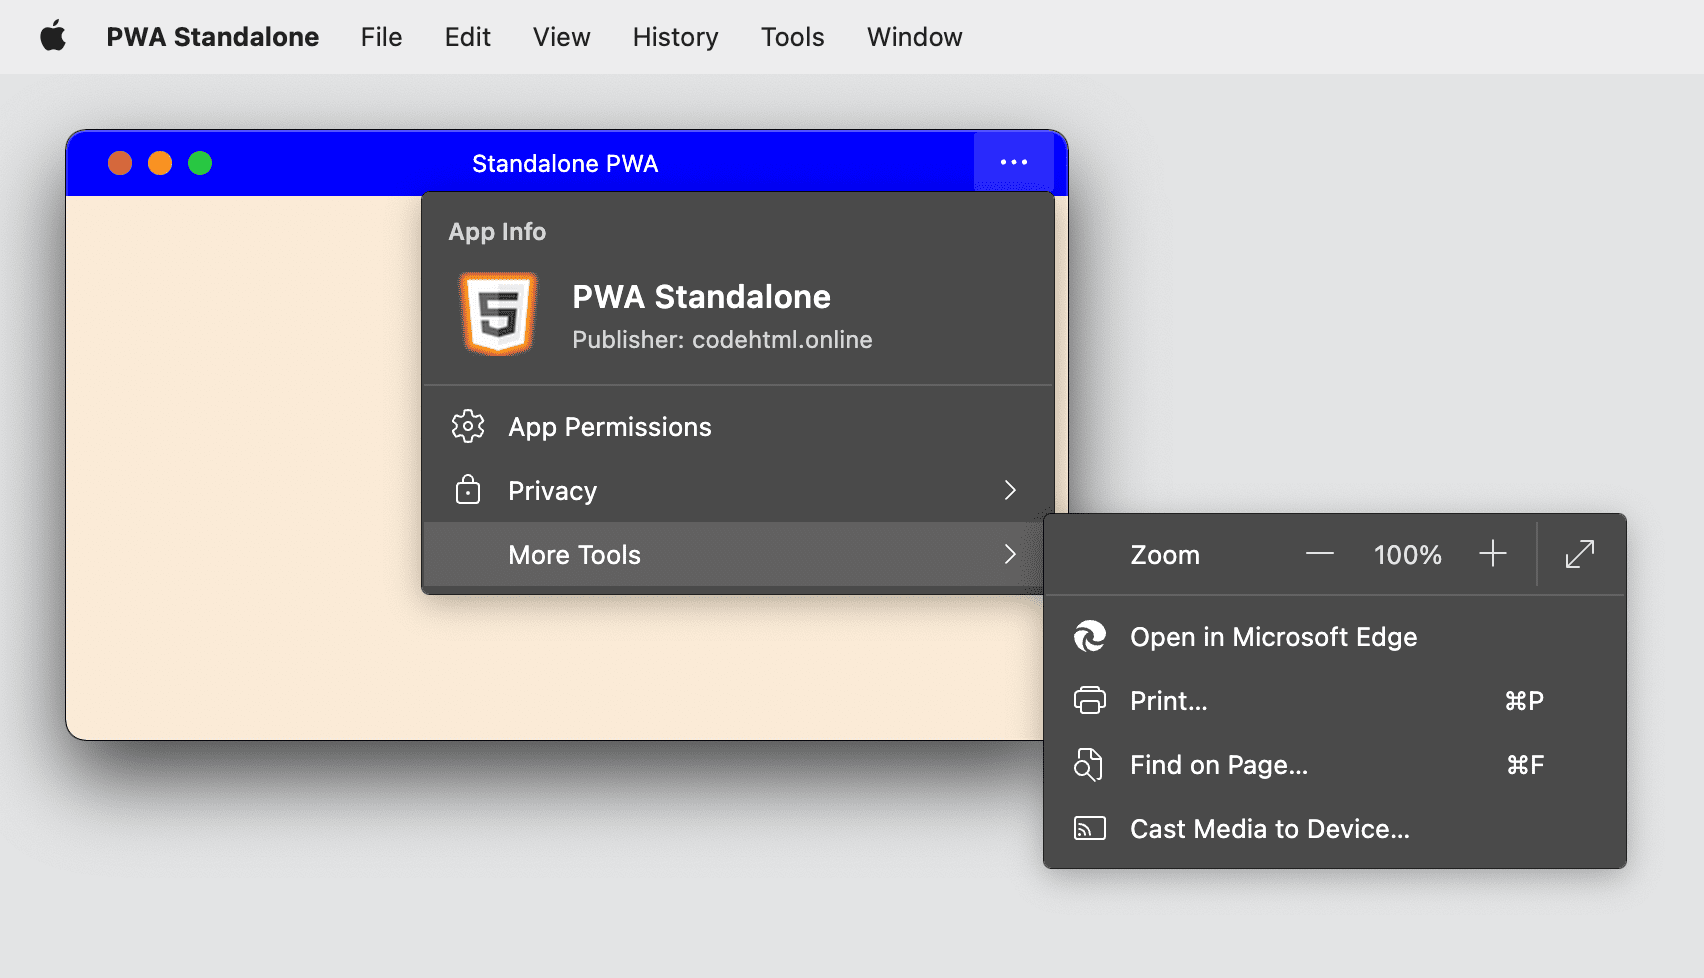 PWA Standalone File Edit View History Tools Window
Standalone PWA
App Info
PWA Standalone
Publisher: codehtml.online
App Permissions
Privacy
More Tools
Zoom 100%
Open in Microsoft Edge
Print... ⌘P
Find on Page... ⌘F
Cast Media to Device...